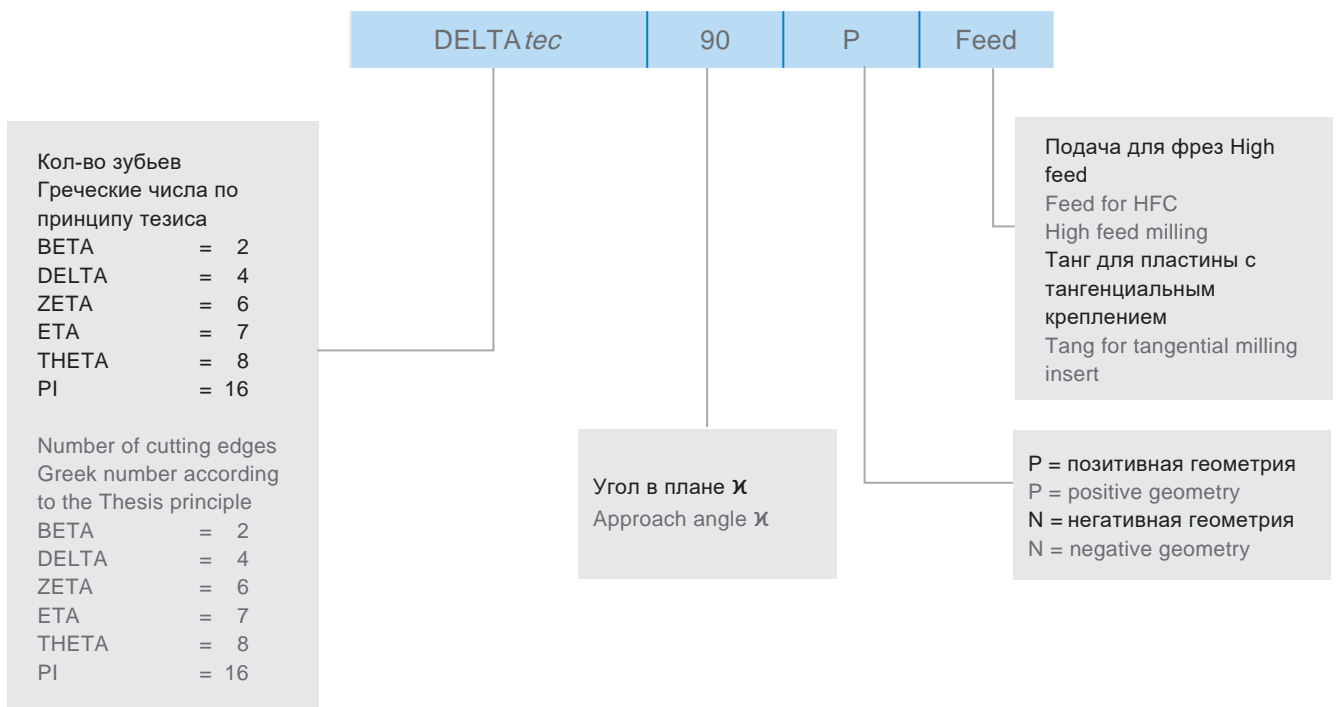 DELTAtec 90 P Feed
Кол-во зубьев
Греческие числа по
принципу тезиса
BETA = 2
DELTA = 4
ZETA = 6
ETA = 7
THETA = 8
PI = 16
Number of cutting edges
Greek number according
to the Thesis principle
BETA = 2
DELTA = 4
ZETA = 6
ETA = 7
THETA = 8
PI = 16
Угол в плане ϰ
Approach angle ϰ
Подача для фрез High
feed
Feed for HFC
High feed milling
Танг для пластины с
тангенциальным
креплением
Tang for tangential milling
insert
P = позитивная геометрия
P = positive geometry
N = негативная геометрия
N = negative geometry